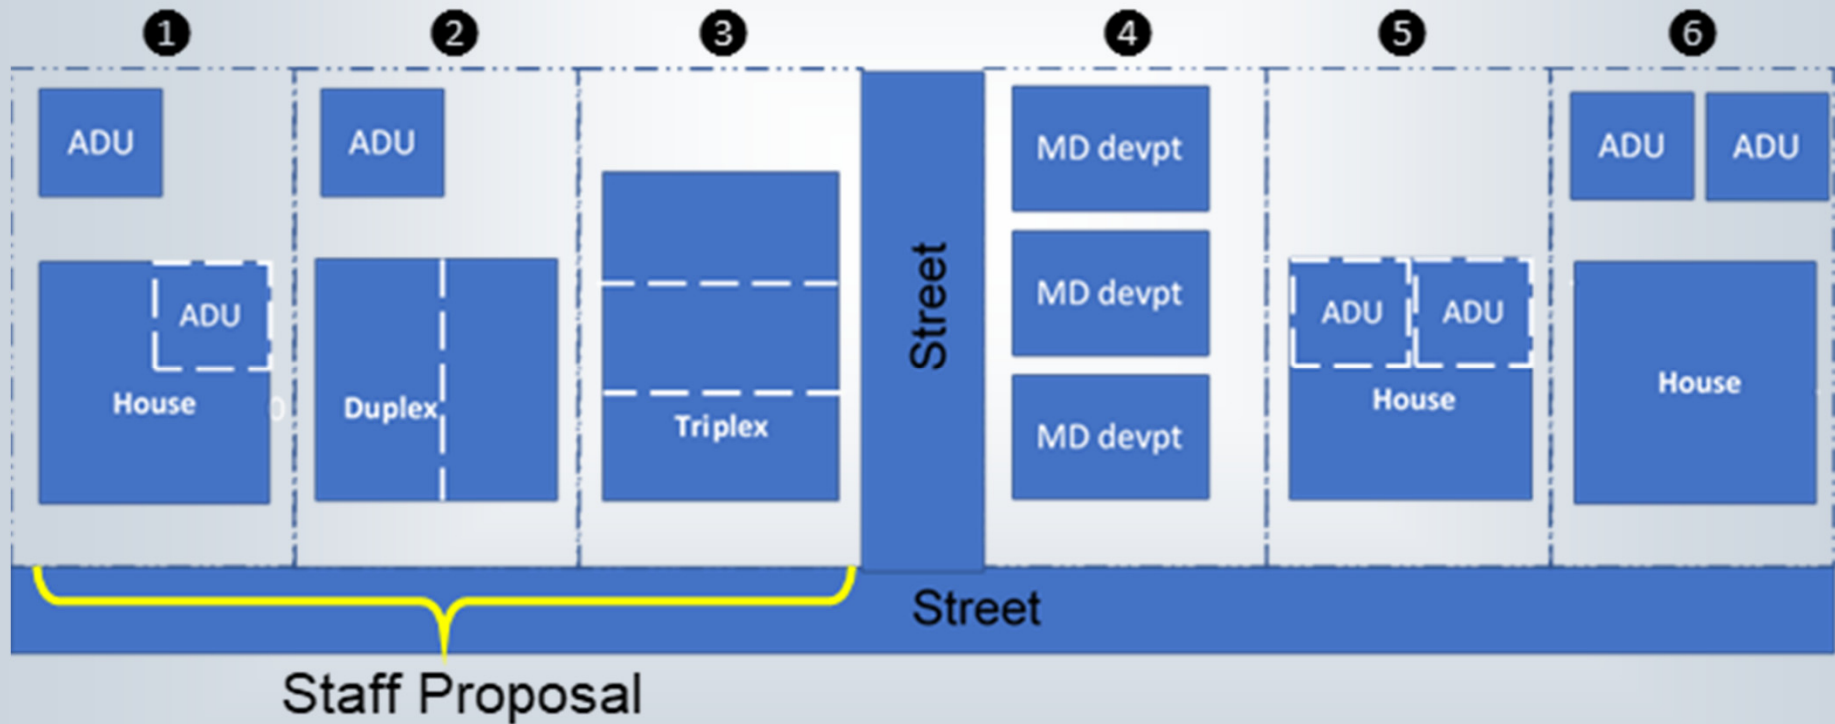 1 2 3 4 5 6
ADU
House
ADU
0
ADU
Duplex
Triplex
Street
MD devpt
MD devpt
MD devpt
ADU ADU
House
ADU ADU
House
Street
Staff Proposal